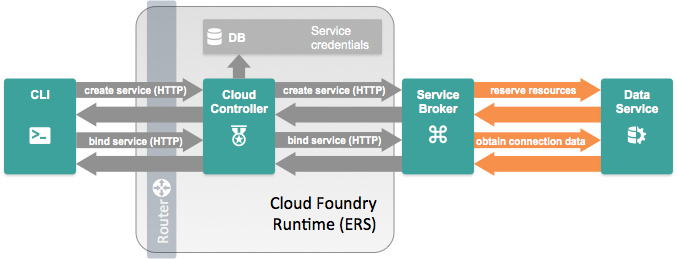 DB
Service
credentials
CLI
create service (HTTP)
Cloud
Controller
create service (HTTP)
Service
Broker
reserve resources
Data
Service
bind service (HTTP)
bind service (HTTP)
obtain connection data
Router
Cloud Foundry
Runtime (ERS)